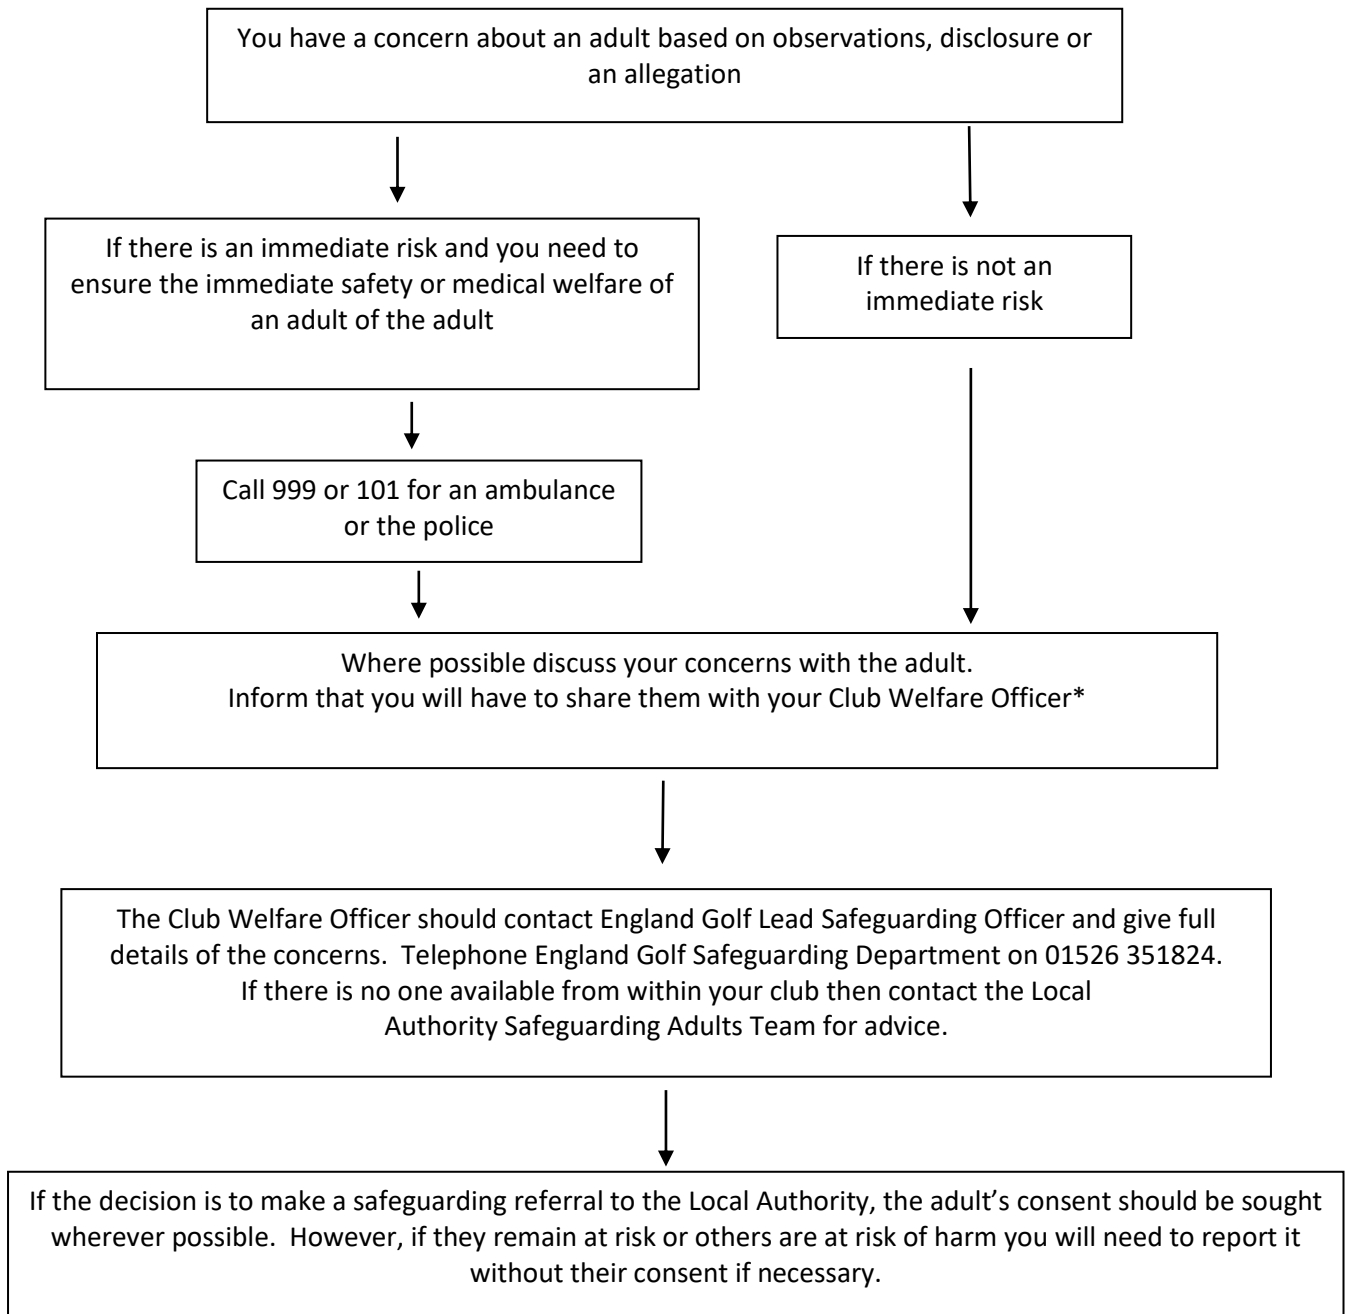 You have a concern about an adult based on observations, disclosure or
an allegation
If there is an immediate risk and you need to
ensure the immediate safety or medical welfare of
an adult of the adult
If there is not an
immediate risk
Call 999 or 101 for an ambulance
or the police
Where possible discuss your concerns with the adult.
Inform that you will have to share them with your Club Welfare Officer*
The Club Welfare Officer should contact England Golf Lead Safeguarding Officer and give full
details of the concerns.  Telephone England Golf Safeguarding Department on 01526 351824.
If there is no one available from within your club then contact the Local
Authority Safeguarding Adults Team for advice.
If the decision is to make a safeguarding referral to the Local Authority, the adult’s consent should be sought
wherever possible.  However, if they remain at risk or others are at risk of harm you will need to report it
without their consent if necessary.